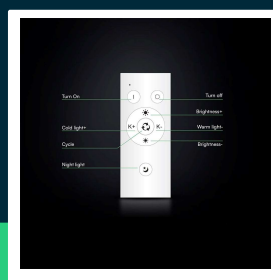 Turn On
Turn off
Brightness+
Cold light+
K+
K-
Warm light-
Cycle
Brightness-
Night light